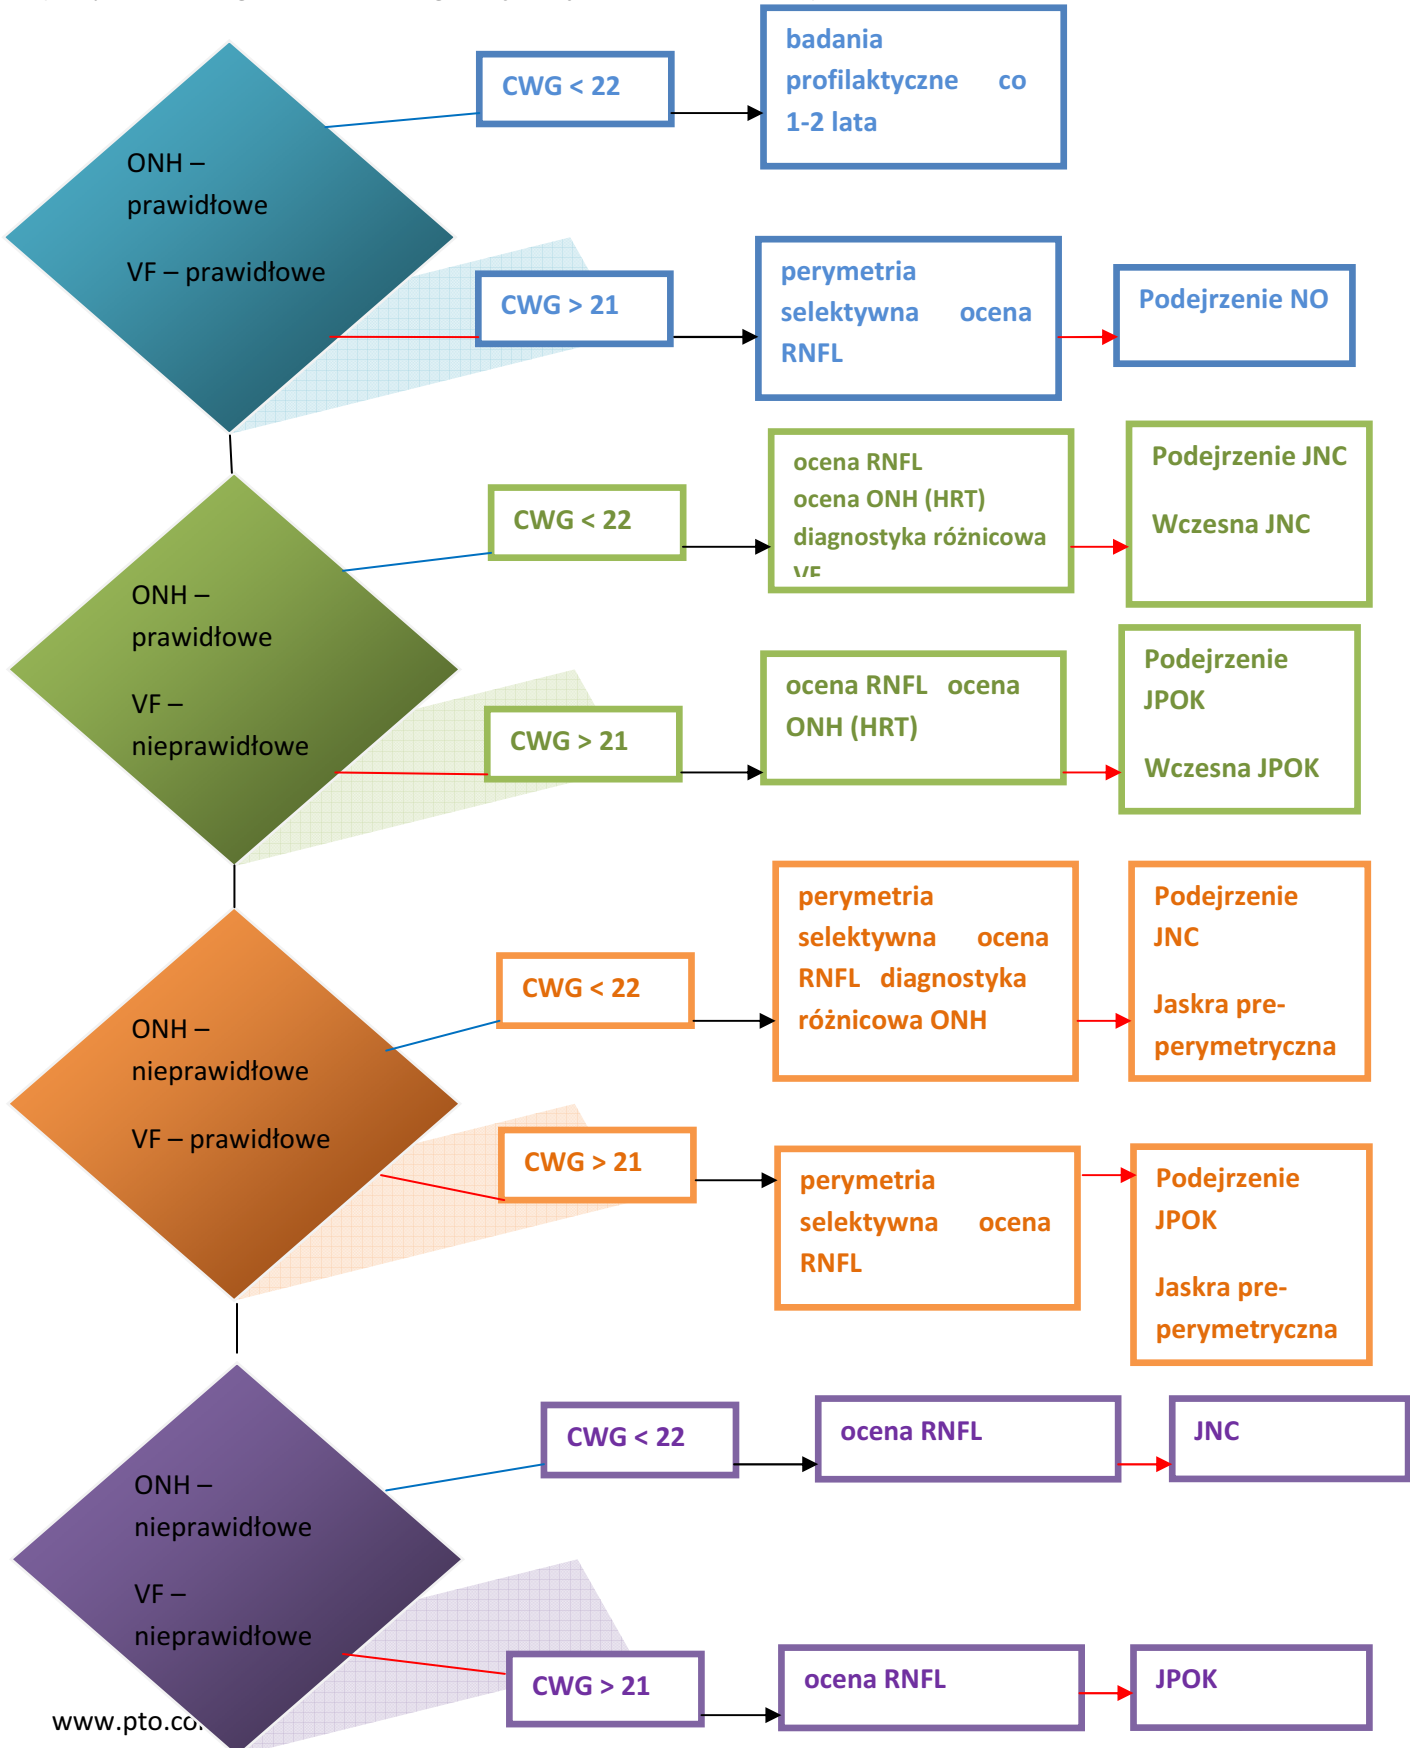 CWG < 22
badania
profilaktyczne co
1-2 lata
ONH –
prawidłowe
VF – prawidłowe
CWG > 21
perymetria
selektywna ocena
RNFL
Podejrzenie NO
CWG < 22
ocena RNFL
ocena ONH (HRT)
diagnostyka różnicowa
VF
Podejrzenie JNC
Wczesna JNC
ONH –
prawidłowe
VF –
nieprawidłowe
CWG > 21
ocena RNFL ocena
ONH (HRT)
Podejrzenie
JPOK
Wczesna JPOK
CWG < 22
perymetria
selektywna ocena
RNFL diagnostyka
różnicowa ONH
Podejrzenie
JNC
Jaskra pre-
perymetryczna
ONH –
nieprawidłowe
VF – prawidłowe
CWG > 21
perymetria
selektywna ocena
RNFL
Podejrzenie
JPOK
Jaskra pre-
perymetryczna
CWG < 22
ocena RNFL
JNC
ONH –
nieprawidłowe
VF –
nieprawidłowe
CWG > 21
ocena RNFL
JPOK
www.pto.co